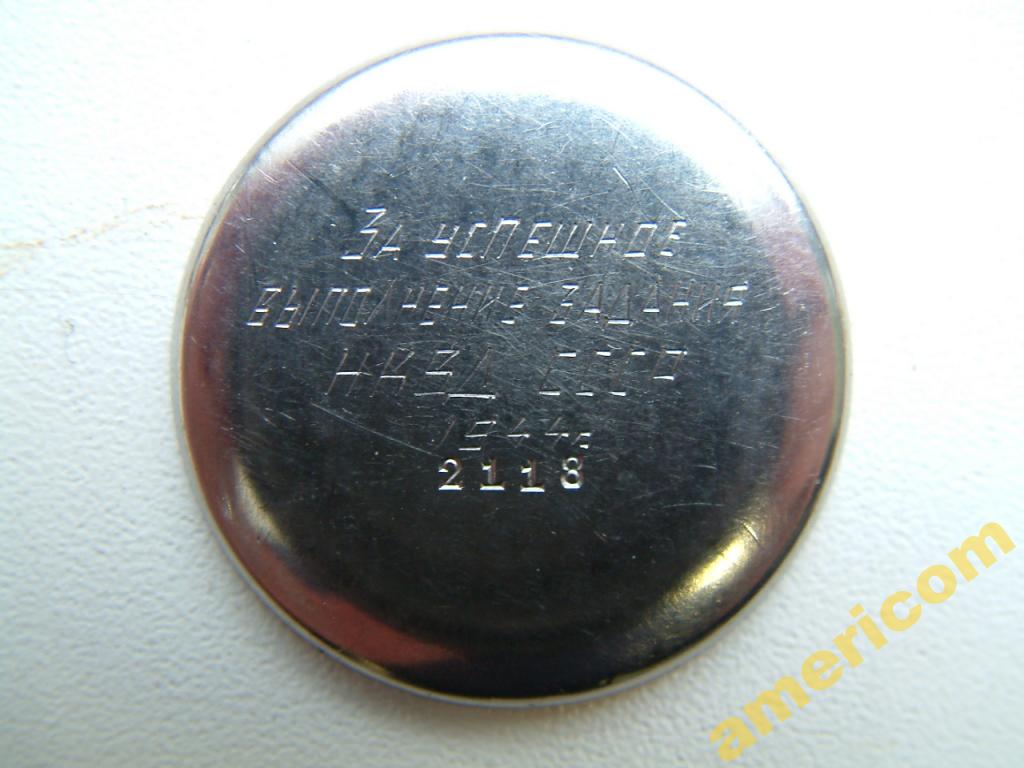 За успешное
выполнение задания
НКВД СССР
1944г
2118
americom